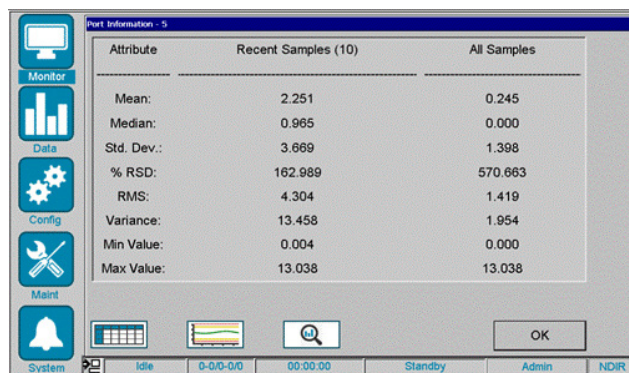 Port Information - 5
Attribute Recent Samples (10) All Samples
Mean: 2.251 0.245
Median: 0.965 0.000
Std. Dev.: 3.669 1.398
% RSD: 162.989 570.663
RMS: 4.304 1.419
Variance: 13.458 1.954
Min Value: 0.004 0.000
Max Value: 13.038 13.038
OK
Monitor
Data
Config
Maint
System
Idle 0-0/0-0/0 00:00:00 Standby Admin NDIR